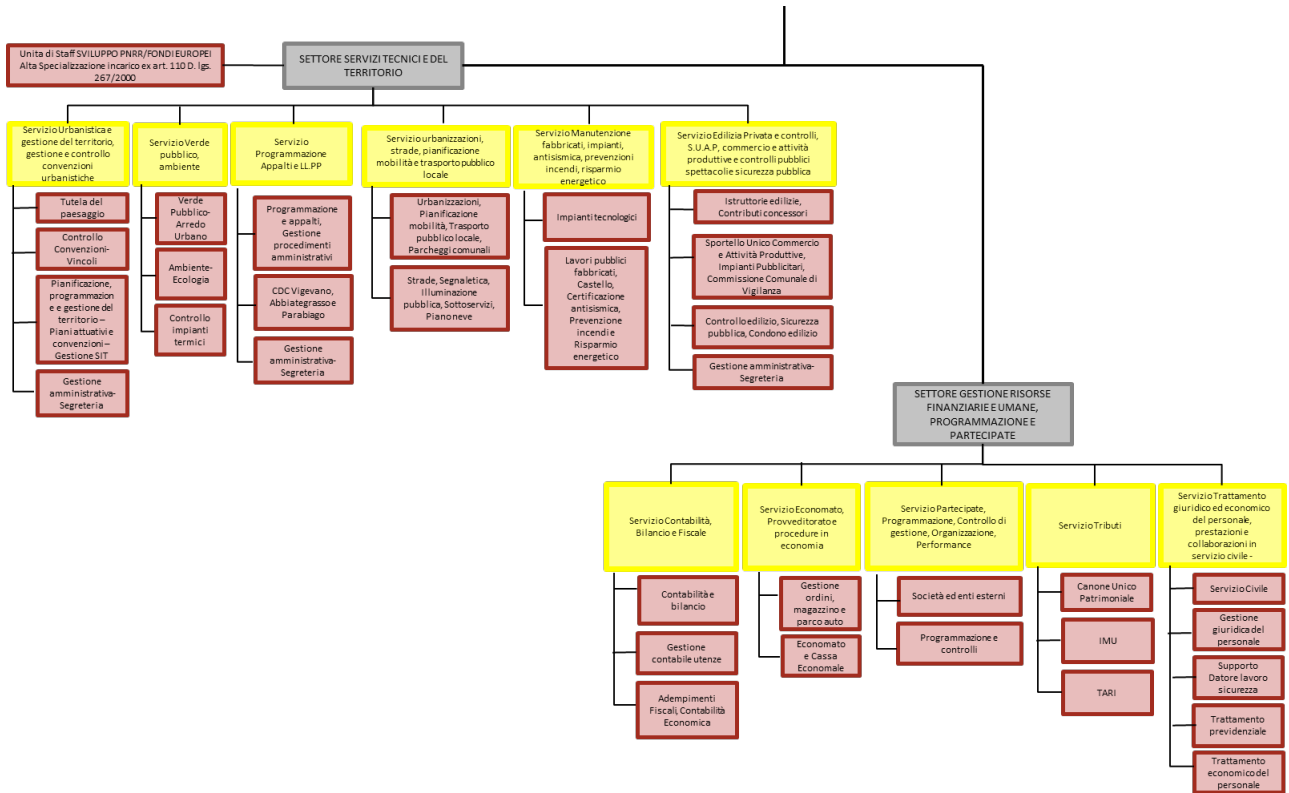 Unita di Staff SVILUPPO PNRR/FONDI EUROPEI
Alta Specializzazione incarico ex art. 110 D. lgs.
267/2000
SETTORE SERVIZI TECNICI E DEL
TERRITORIO
Servizio Urbanistica e
gestione del territorio,
gestione e controllo
convenzioni
urbanistiche
Tutela del
paesaggio
Controllo
Convenzioni-
Vincoli
Pianificazione,
programmazion
e e gestione del
territorio –
Piani attuativi e
convenzioni –
Gestione SIT
Gestione
amministrativa-
Segreteria
Servizio Verde
pubblico,
ambiente
Verde
Pubblico-
Arredo
Urbano
Ambiente-
Ecologia
Controllo
impianti
termici
Servizio
Programmazione
Appalti e LL.PP
Programmazione
e appalti,
Gestione
procedimenti
amministrativi
CDC Vigevano,
Abbiategrasso e
Parabiago
Gestione
amministrativa-
Segreteria
Servizio urbanizzazioni,
strade, pianificazione
mobilità e trasporto pubblico
locale
Urbanizzazioni,
Pianificazione
mobilità, Trasporto
pubblico locale,
Parcheggi comunali
Strade, Segnaletica,
Illuminazione
pubblica, Sottoservizi,
Piano neve
Servizio Manutenzione
fabbricati, impianti,
antisismica, prevenzioni
incendi, risparmio
energetico
Impianti tecnologici
Lavori pubblici
fabbricati,
Castello,
Certificazione
antisismica,
Prevenzione
incendi e
Risparmio
energetico
Servizio Edilizia Privata e controlli,
S.U.A.P, commercio e attività
produttive e controlli pubblici
spettacoli e sicurezza pubblica
Istruttorie edilizie,
Contributi concessori
Sportello Unico Commercio
e Attività Produttive,
Impianti Pubblicitari,
Commissione Comunale di
Vigilanza
Controllo edilizio, Sicurezza
pubblica, Condono edilizio
Gestione amministrativa-
Segreteria
SETTORE GESTIONE RISORSE
FINANZIARIE E UMANE,
PROGRAMMAZIONE E
PARTECIPATE
Servizio Contabilità,
Bilancio e Fiscale
Contabilità e
bilancio
Gestione
contabile utenze
Adempimenti
Fiscali, Contabilità
Economica
Servizio Economato,
Provveditorato e
procedure in
economia
Gestione
ordini,
magazzino e
parco auto
Economato
e Cassa
Economale
Servizio Partecipate,
Programmazione, Controllo di
gestione, Organizzazione,
Performance
Società ed enti esterni
Programmazione e
controlli
Servizio Tributi
Canone Unico
Patrimoniale
IMU
TARI
Servizio Trattamento
giuridico ed economico
del personale,
prestazioni e
collaborazioni in
servizio civile -
Servizio Civile
Gestione
giuridica del
personale
Supporto
Datore lavoro
sicurezza
Trattamento
previdenziale
Trattamento
economico del
personale